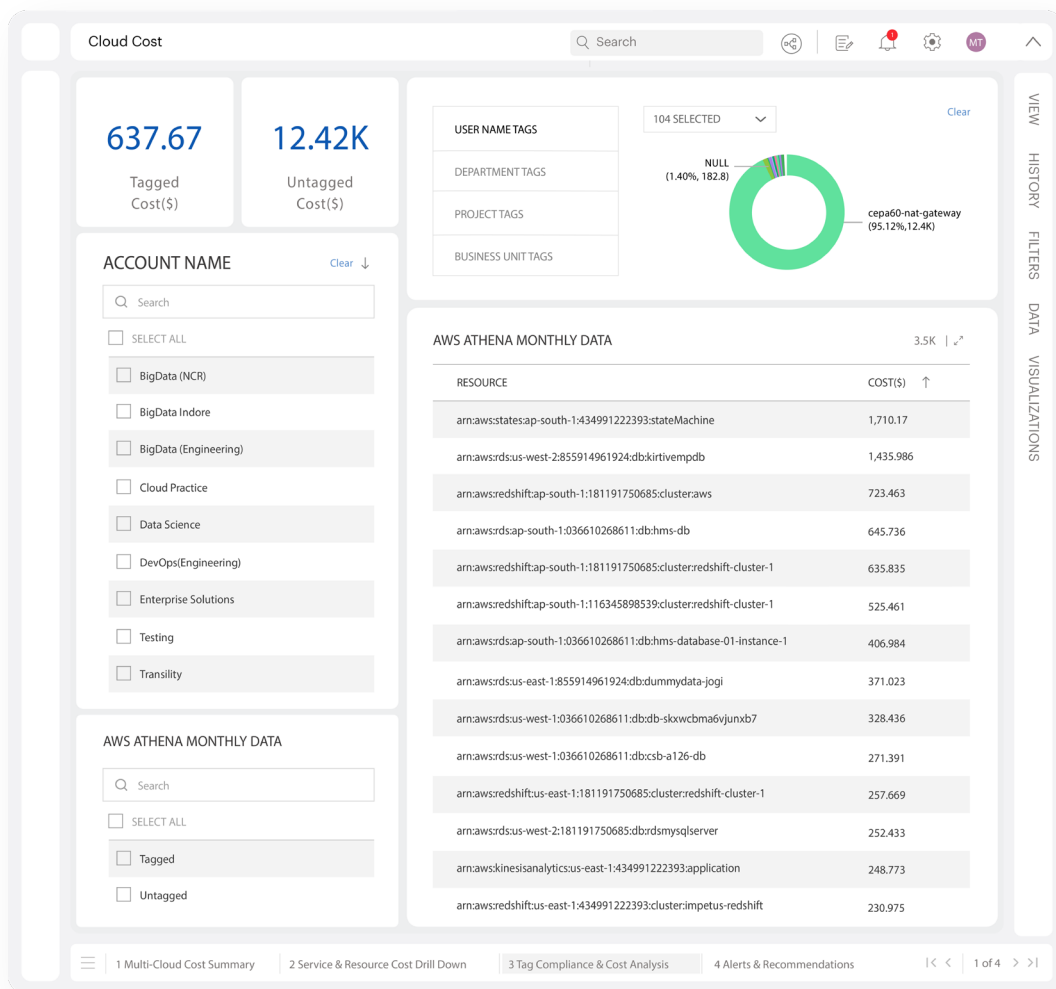 Cloud Cost
Search
1
MT
637.67
Tagged
Cost($)
12.42K
Untagged
Cost($)
USER NAME TAGS
DEPARTMENT TAGS
PROJECT TAGS
BUSINESS UNIT TAGS
104 SELECTED
Clear
NULL
(1.40%, 182.8)
cepa60-nat-gateway
(95.12%,12.4K)
VIEW
HISTORY
FILTERS
DATA
VISUALIZATIONS
ACCOUNT NAME
Clear
Search
SELECT ALL
BigData (NCR)
BigData Indore
BigData (Engineering)
Cloud Practice
Data Science
DevOps(Engineering)
Enterprise Solutions
Testing
Transility
AWS ATHENA MONTHLY DATA
Search
SELECT ALL
Tagged
Untagged
AWS ATHENA MONTHLY DATA
3.5K |
RESOURCE COST($)
arn:aws:states:ap-south-1:434991222393:stateMachine 1,710.17
arn:aws:rds:us-west-2:855914961924:db:kirtivempdb 1,435.986
arn:aws:redshift:ap-south-1:181191750685:cluster:aws 723.463
arn:aws:rds:ap-south-1:036610268611:db:hms-db 645.736
arn:aws:redshift:ap-south-1:181191750685:cluster:redshift-cluster-1 635.835
arn:aws:redshift:ap-south-1:116345898539:cluster:redshift-cluster-1 525.461
arn:aws:rds:ap-south-1:036610268611:db:hms-database-01-instance-1 406.984
arn:aws:rds:us-east-1:855914961924:db:dummydata-jogi 371.023
arn:aws:rds:us-west-1:036610268611:db:db-skxwcbma6vjunxb7 328.436
arn:aws:rds:us-west-1:036610268611:db:csb-a126-db 271.391
arn:aws:redshift:us-east-1:181191750685:cluster:redshift-cluster-1 257.669
arn:aws:rds:us-west-2:181191750685:db:rdsmysqlserver 252.433
arn:aws:kinesisanalytics:us-east-1:434991222393:application 248.773
arn:aws:redshift:us-east-1:434991222393:cluster:impetus-redshift 230.975
1 Multi-Cloud Cost Summary
2 Service & Resource Cost Drill Down
3 Tag Compliance & Cost Analysis
4 Alerts & Recommendations
1 of 4